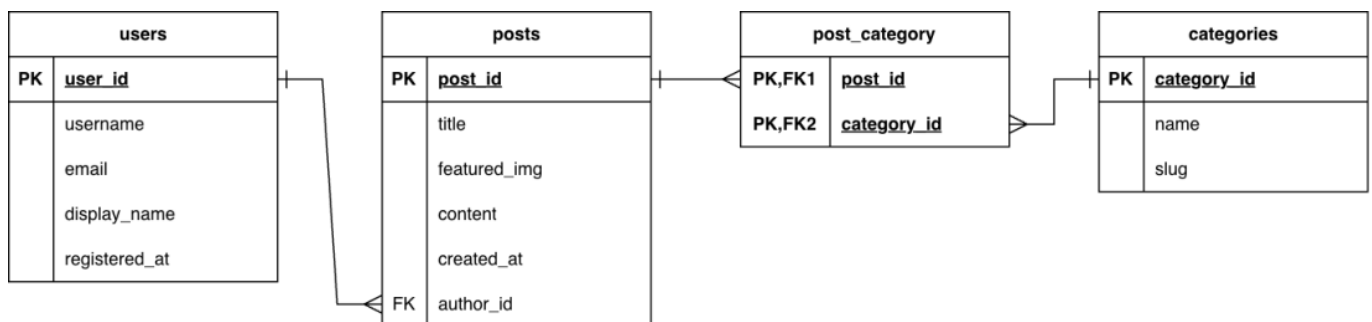 users
PK user_id
username
email
display_name
registered_at
posts
PK post_id
title
featured_img
content
created_at
FK author_id
post_category
PK,FK1 post_id
PK,FK2 category_id
categories
PK category_id
name
slug